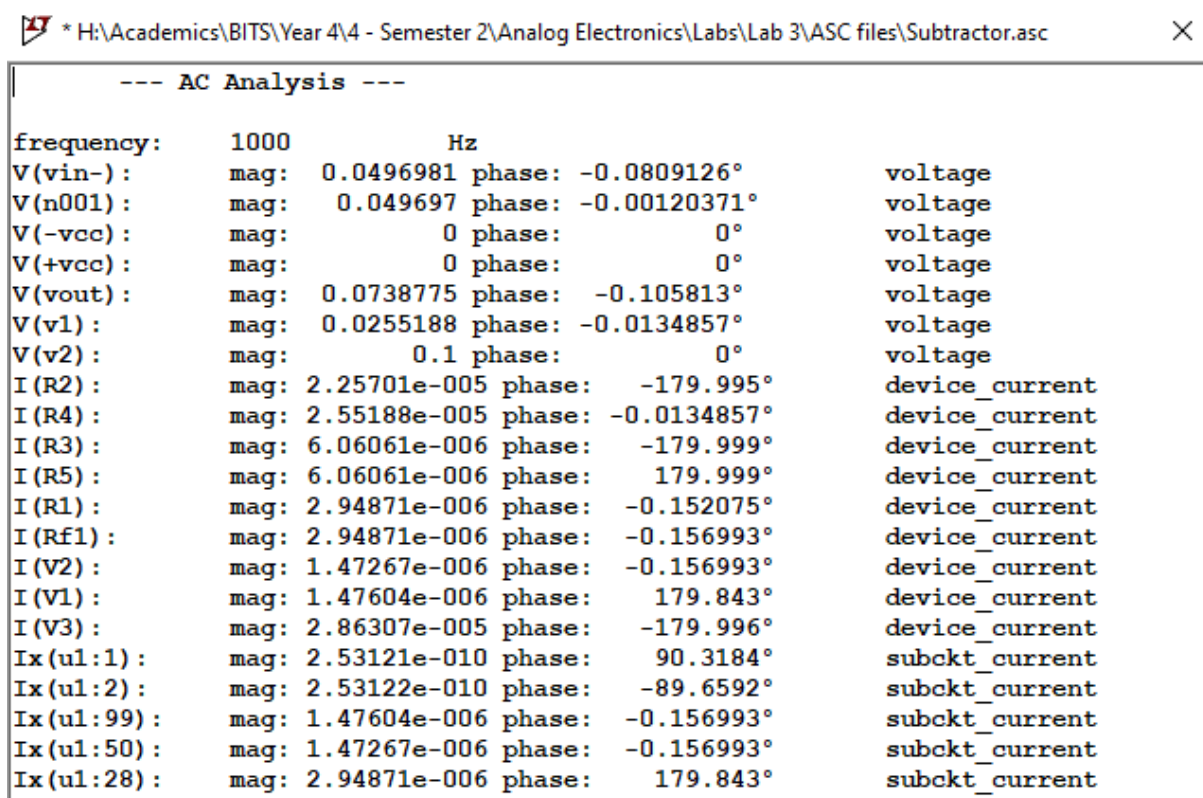 * H:\Academics\BITS\Year 4\4 - Semester 2\Analog Electronics\Labs\Lab 3\ASC files\Subtractor.asc
--- AC Analysis ---
frequency: 1000 Hz
V(vin-): mag: 0.0496981 phase: -0.0809126° voltage
V(n001): mag: 0.049697 phase: -0.00120371° voltage
V(-vcc): mag: 0 phase: 0° voltage
V(+vcc): mag: 0 phase: 0° voltage
V(vout): mag: 0.0738775 phase: -0.105813° voltage
V(v1): mag: 0.0255188 phase: -0.0134857° voltage
V(v2): mag: 0.1 phase: 0° voltage
I(R2): mag: 2.25701e-005 phase: -179.995° device_current
I(R4): mag: 2.55188e-005 phase: -0.0134857° device_current
I(R3): mag: 6.06061e-006 phase: -179.999° device_current
I(R5): mag: 6.06061e-006 phase: 179.999° device_current
I(R1): mag: 2.94871e-006 phase: -0.152075° device_current
I(Rf1): mag: 2.94871e-006 phase: -0.156993° device_current
I(V2): mag: 1.47267e-006 phase: -0.156993° device_current
I(V1): mag: 1.47604e-006 phase: 179.843° device_current
I(V3): mag: 2.86307e-005 phase: -179.996° device_current
Ix(u1:1): mag: 2.53121e-010 phase: 90.3184° subckt_current
Ix(u1:2): mag: 2.53122e-010 phase: -89.6592° subckt_current
Ix(u1:99): mag: 1.47604e-006 phase: -0.156993° subckt_current
Ix(u1:50): mag: 1.47267e-006 phase: -0.156993° subckt_current
Ix(u1:28): mag: 2.94871e-006 phase: 179.843° subckt_current